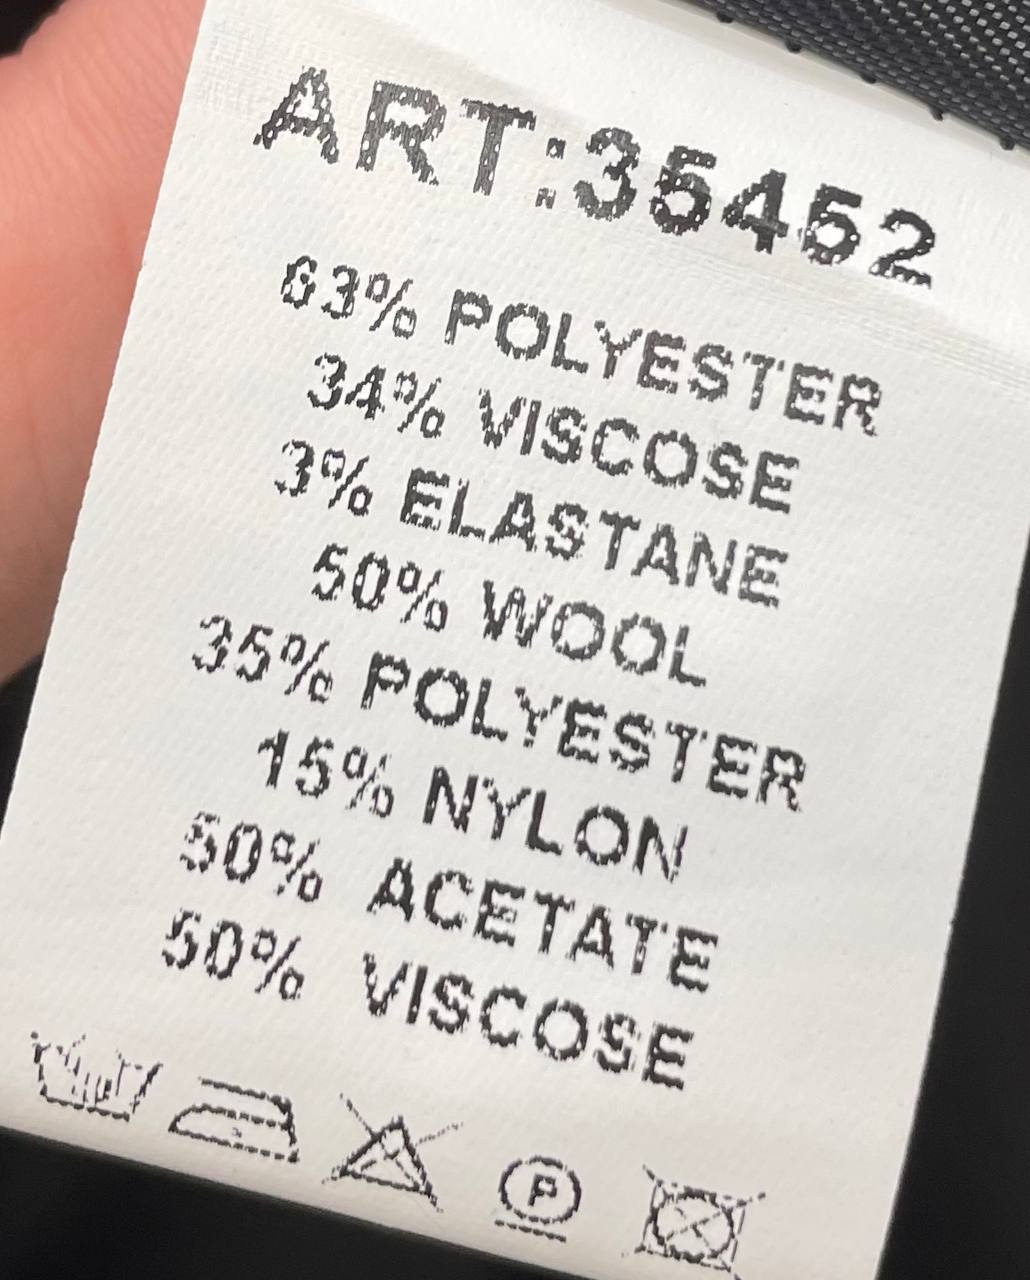 ART:35452
63% POLYESTER
34% VISCOSE
3% ELASTANE
50% WOOL
35% POLYESTER
15% NYLON
50% ACETATE
50% VISCOSE
P